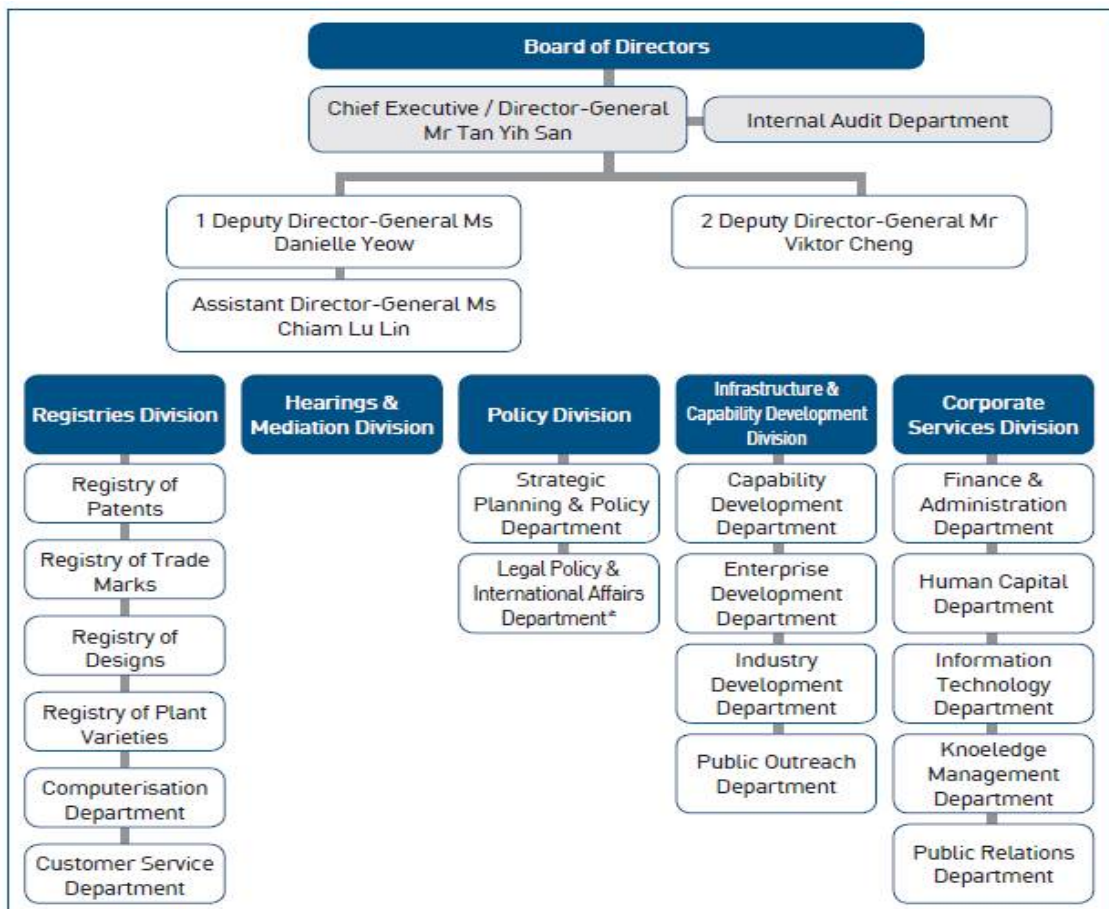 Board of Directors
Chief Executive / Director-General
Mr Tan Yih San
Internal Audit Department
1 Deputy Director-General Ms
Danielle Yeow
2 Deputy Director-General Mr
Viktor Cheng
Assistant Director-General Ms
Chiam Lu Lin
Registries Division
Registry of
Patents
Registry of Trade
Marks
Registry of
Designs
Registry of Plant
Varieties
Computerisation
Department
Customer Service
Department
Hearings &
Mediation Division
Policy Division
Strategic
Planning & Policy
Department
Legal Policy &
International Affairs
Department*
Infrastructure &
Capability Development
Division
Capability
Development
Department
Enterprise
Development
Department
Industry
Development
Department
Public Outreach
Department
Corporate
Services Division
Finance &
Administration
Department
Human Capital
Department
Information
Technology
Department
Knoeledge
Management
Department
Public Relations
Department